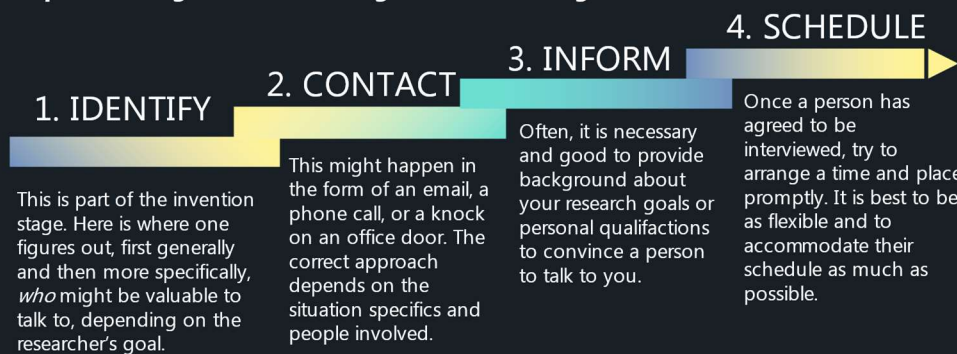 1. IDENTIFY
This is part of the invention
stage. Here is where one
figures out, first generally
and then more specifically,
who might be valuable to
talk to, depending on the
researcher's goal.
2. CONTACT
This might happen in
the form of an email, a
phone call, or a knock
on an office door. The
correct approach
depends on the
situation specifics and
people involved.
3. INFORM
Often, it is necessary
and good to provide
background about
your research goals or
personal qualifactions
to convince a person
to talk to you.
4. SCHEDULE
Once a person has
agreed to be
interviewed, try to
arrange a time and place
promptly. It is best to be
as flexible and to
accommodate their
schedule as much as
possible.